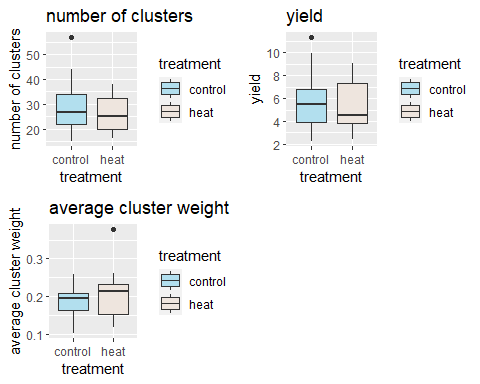 number of clusters
number of clusters
50
40
30
20
control heat
treatment
treatment
control
heat
yield
yield
10
8
6
4
2
control heat
treatment
treatment
control
heat
average cluster weight
average cluster weight
0.3
0.2
0.1
control heat
treatment
treatment
control
heat